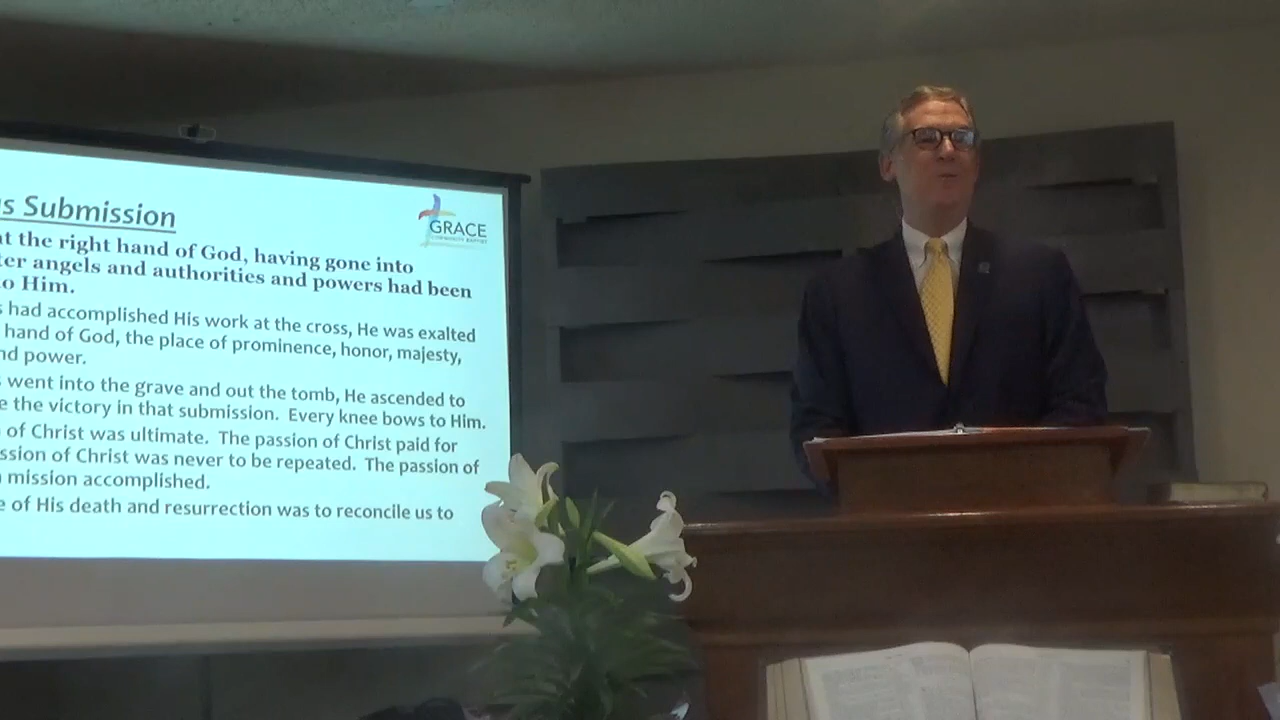 s Submission
GRACE
COMMUNITY BAPTIST
at the right hand of God, having gone into
ter angels and authorities and powers had been
o Him.
s had accomplished His work at the cross, He was exalted
hand of God, the place of prominence, honor, majesty,
nd power.
s went into the grave and out the tomb, He ascended to
e the victory in that submission. Every knee bows to Him.
of Christ was ultimate. The passion of Christ paid for
ssion of Christ was never to be repeated. The passion of
mission accomplished.
e of His death and resurrection was to reconcile us to